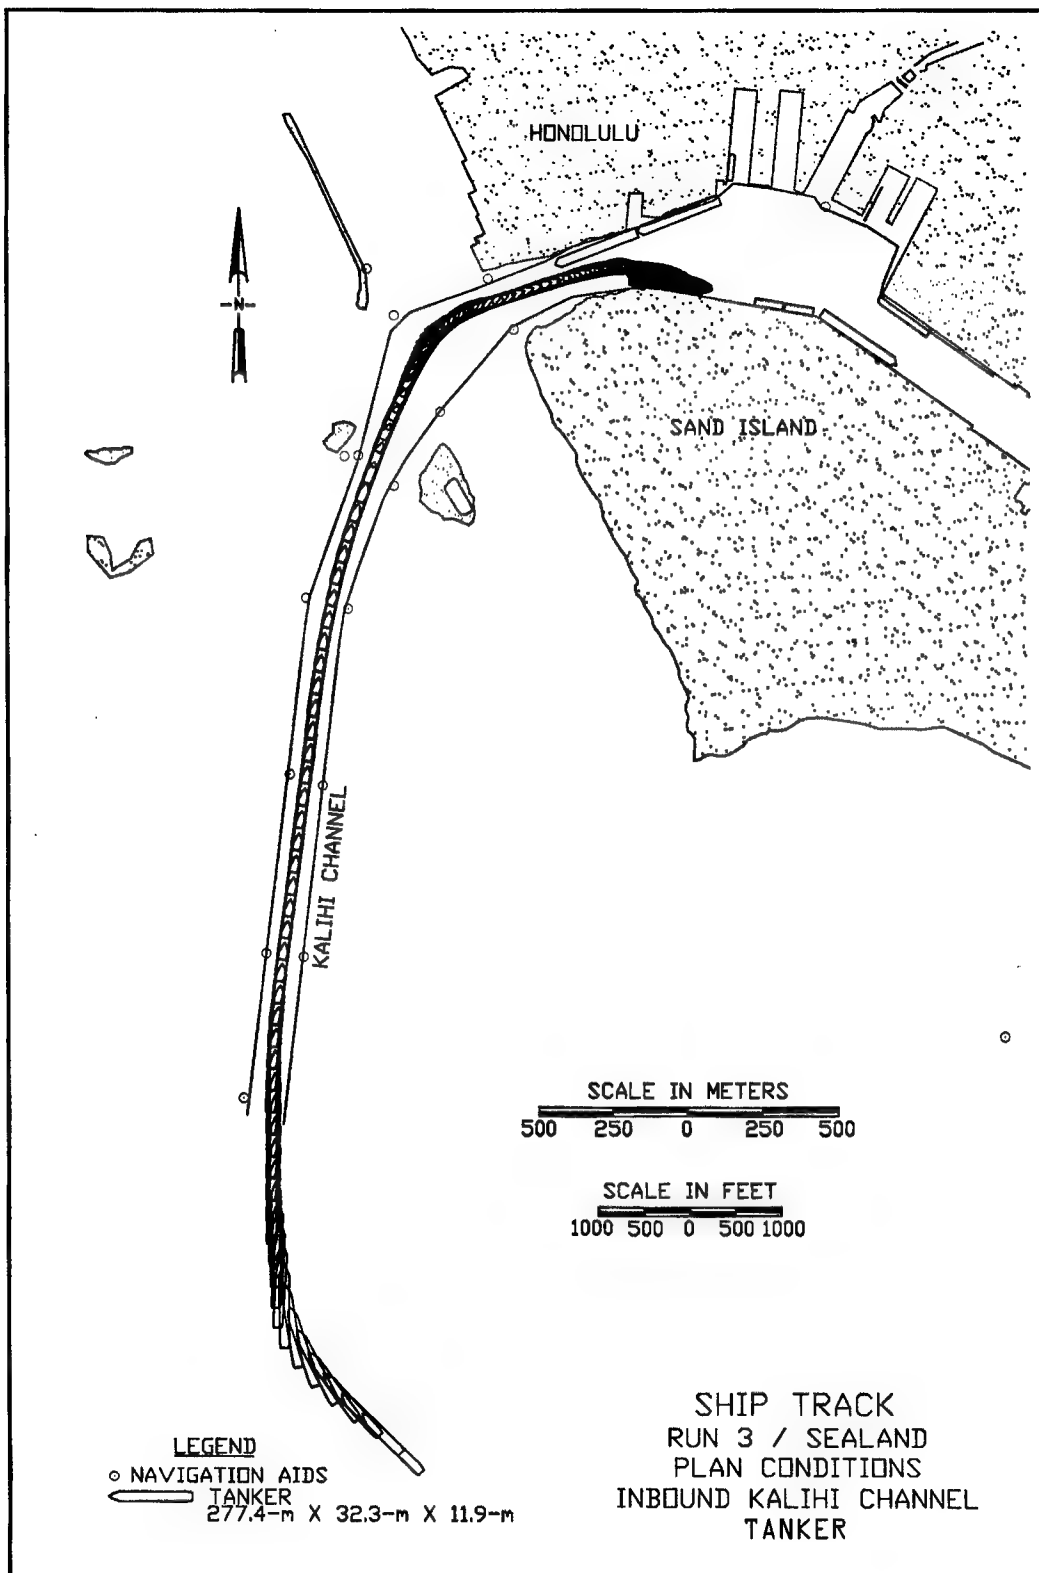 HONOLULU
-N-
SAND ISLAND
KALIHI CHANNEL
SCALE IN METERS
500 250 0 250 500
SCALE IN FEET
1000 500 0 500 1000
LEGEND
NAVIGATION AIDS
TANKER
277.4-m X 32.3-m X 11.9-m
SHIP TRACK
RUN 3 / SEALAND
PLAN CONDITIONS
INBOUND KALIHI CHANNEL
TANKER